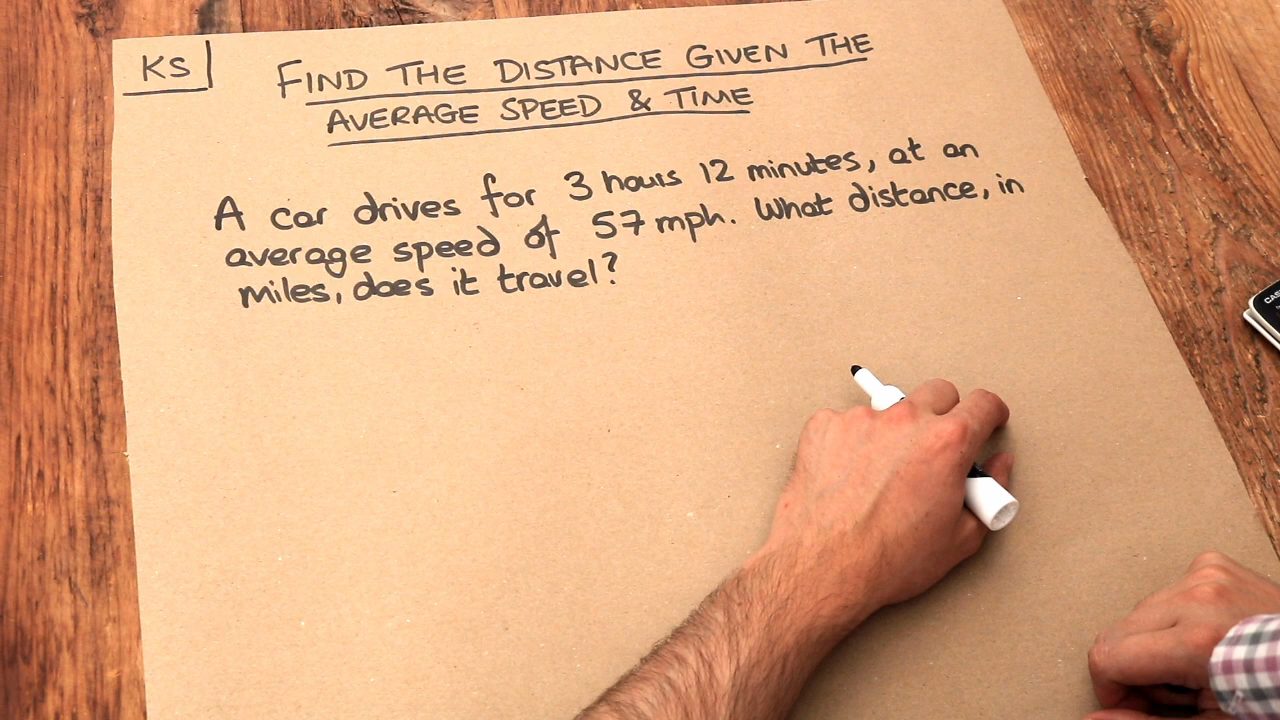 KS
FIND THE DISTANCE GIVEN THE
AVERAGE SPEED & TIME
A car drives for 3 hours 12 minutes, at an
average speed of 57 mph. What distance, in
miles, does it travel?